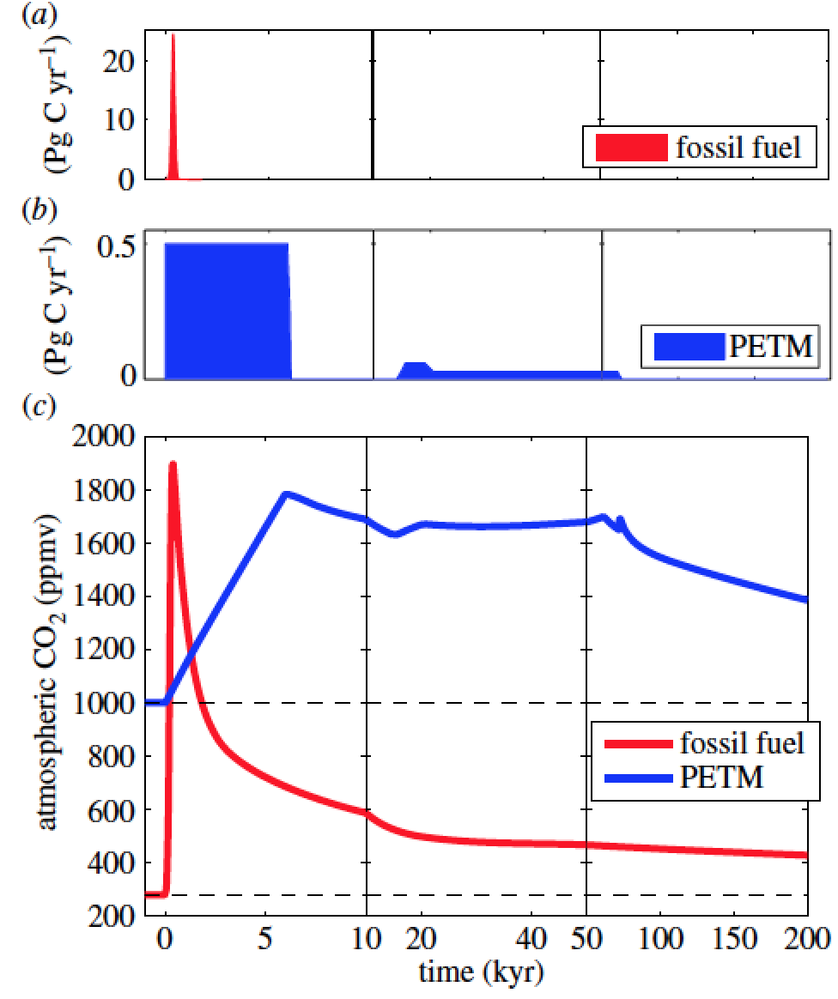 (a)
20
10
0
(Pg C yr⁻¹)
fossil fuel
(b)
0.5
0
(Pg C yr⁻¹)
PETM
(c)
2000
1800
1600
1400
1200
1000
800
600
400
200
atmospheric CO₂ (ppmv)
fossil fuel
PETM
0 5 10 20 40 50 100 150 200
time (kyr)